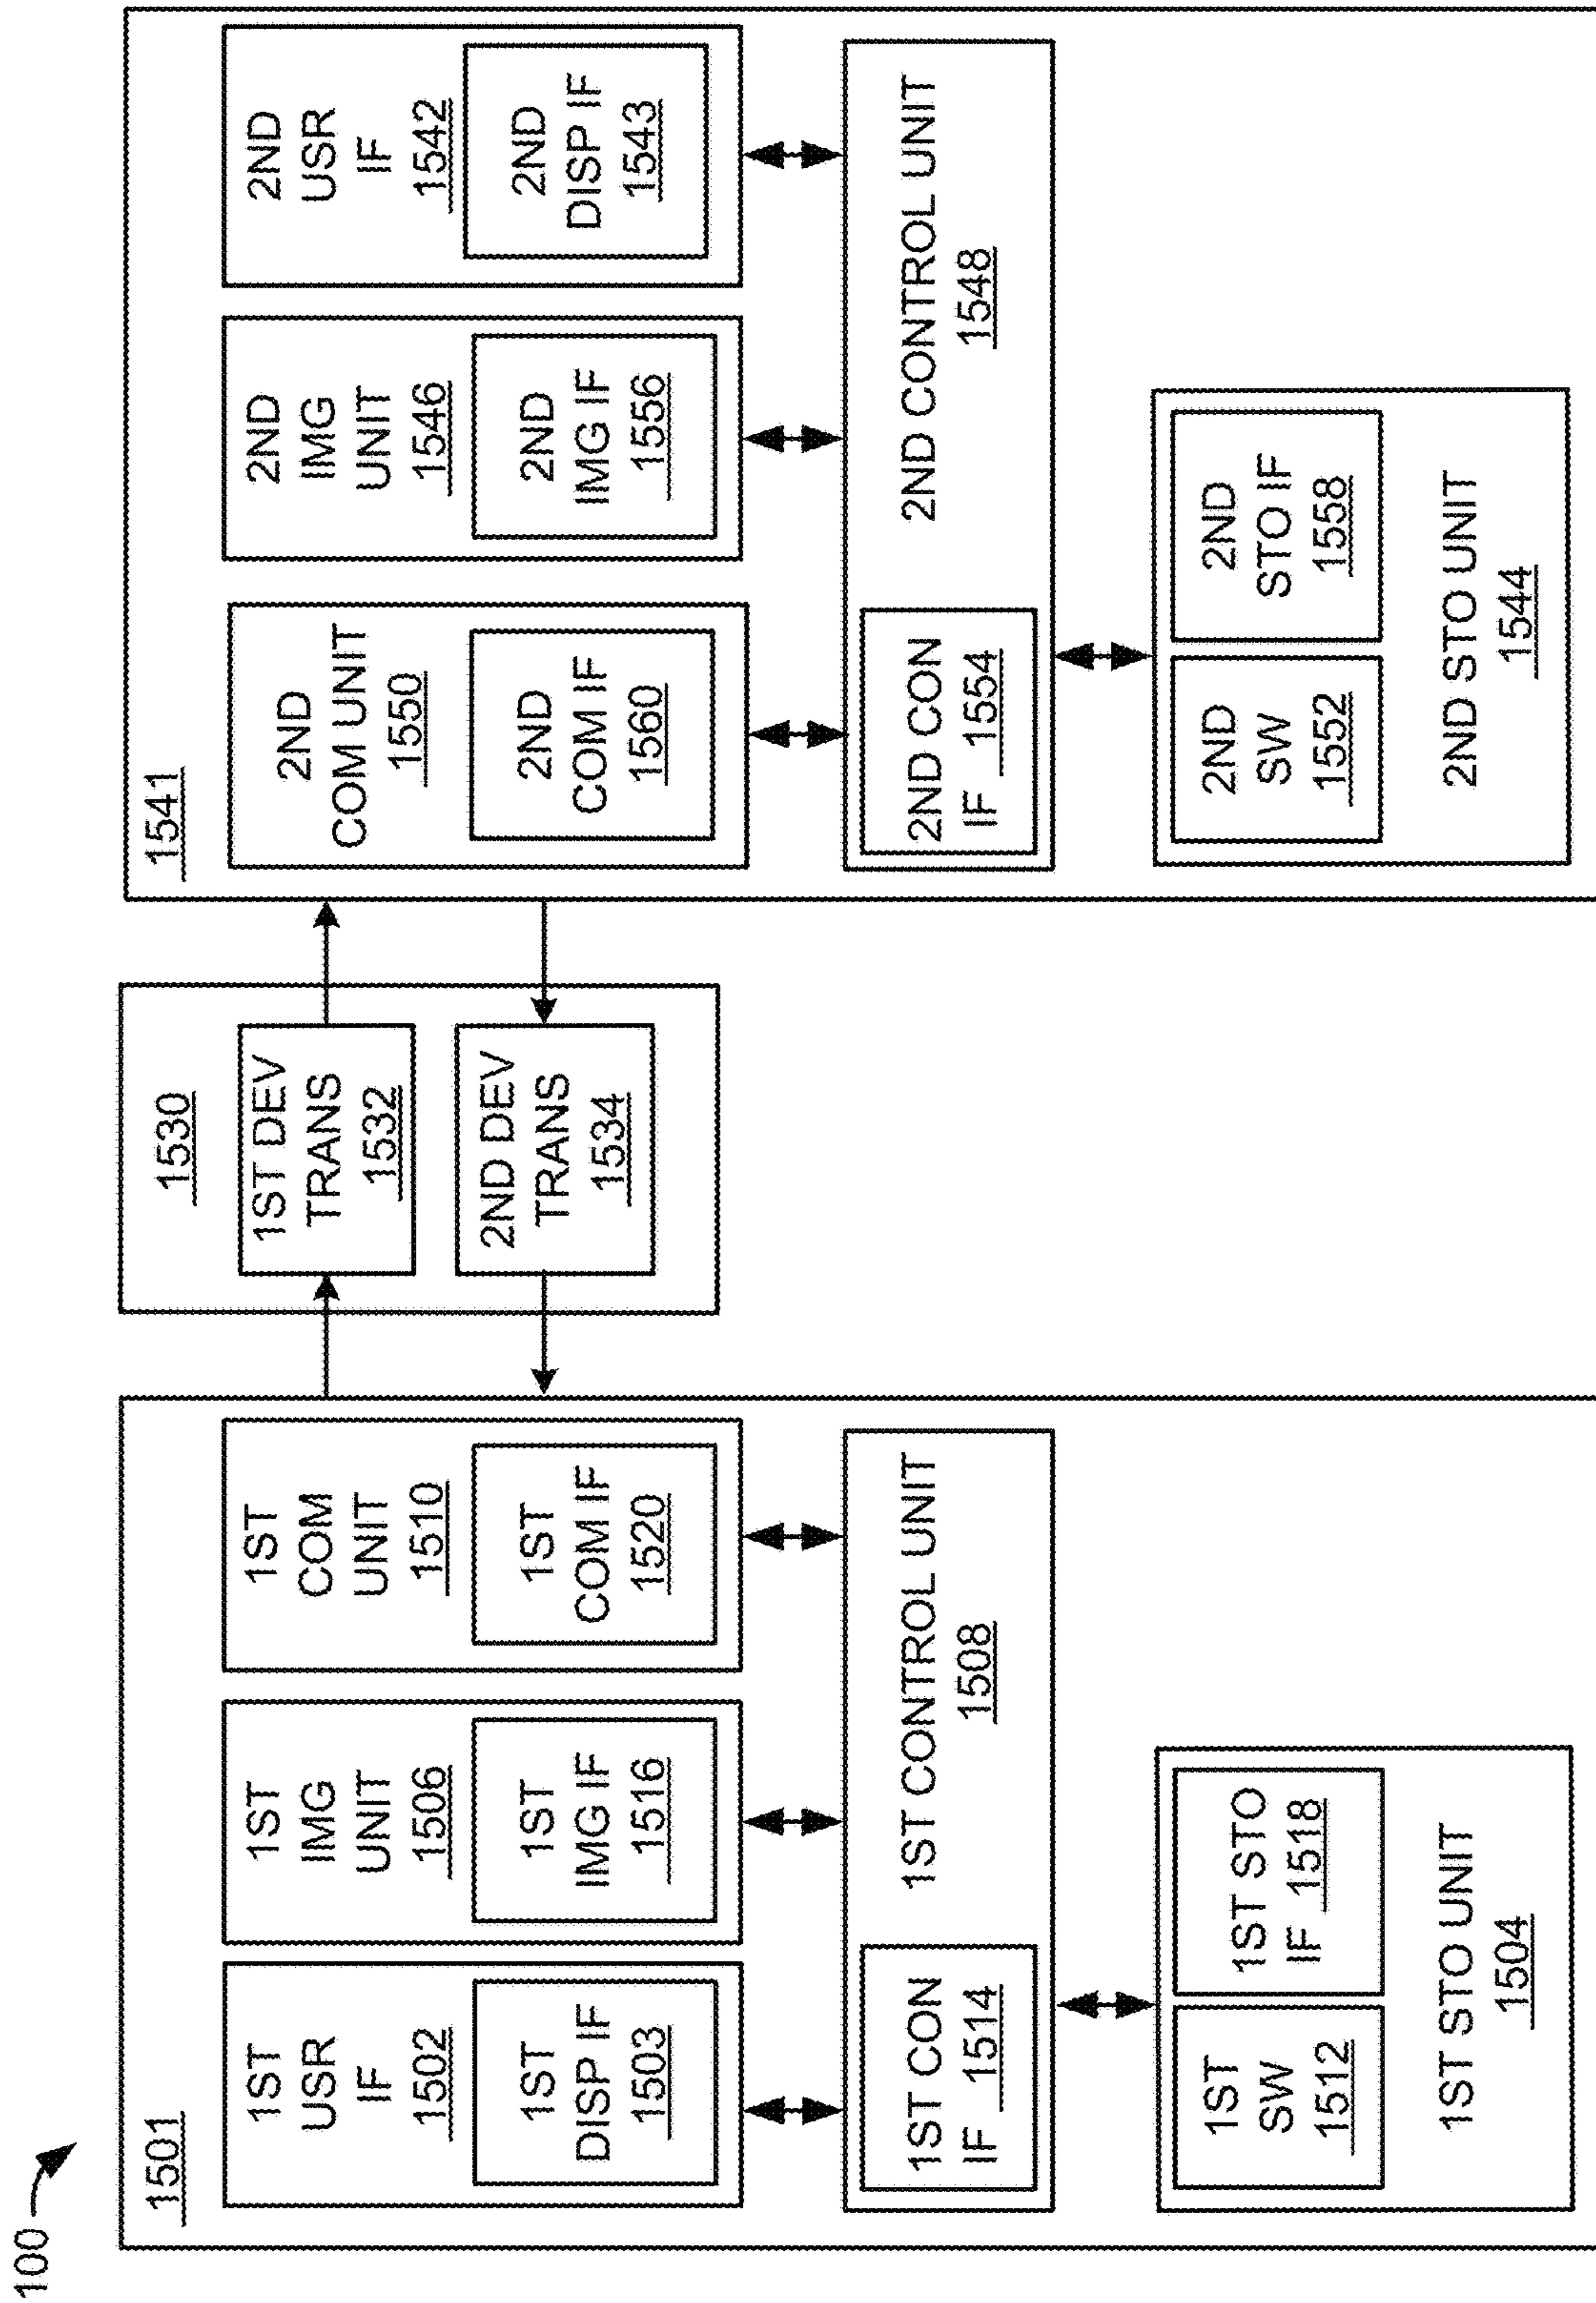 100
1501
1ST
USR
IF
1502
1ST
DISP IF
1503
1ST
IMG
UNIT
1506
1ST
IMG IF
1516
1ST
COM
UNIT
1510
1ST
COM IF
1520
1ST CONTROL UNIT
1508
1ST CON
IF 1514
1ST
SW
1512
1ST STO
IF 1518
1ST STO UNIT
1504
1530
1ST DEV
TRANS
1532
2ND DEV
TRANS
1534
1541
2ND
COM UNIT
1550
2ND
COM IF
1560
2ND
IMG
UNIT
1546
2ND
IMG IF
1556
2ND
USR
IF
1542
2ND
DISP IF
1543
2ND CONTROL UNIT
1548
2ND CON
IF 1554
2ND
SW
1552
2ND
STO IF
1558
2ND STO UNIT
1544